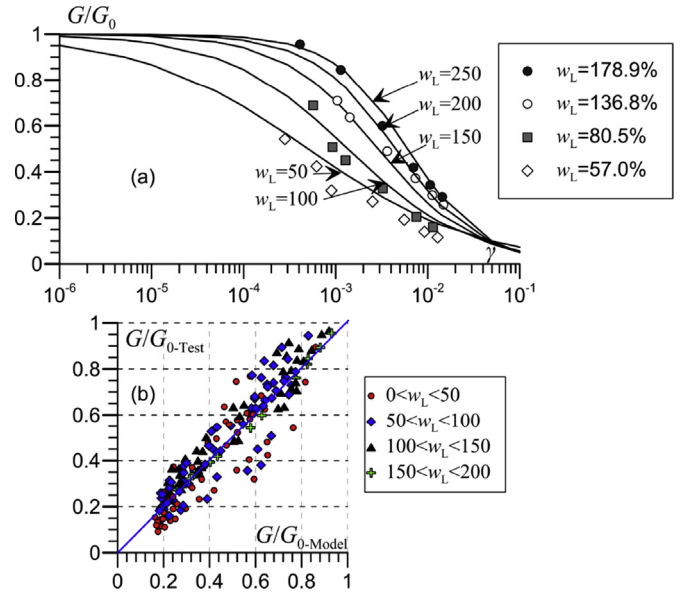 G/G0
1
0.8
0.6
0.4
0.2
0
(a)
wL=250
wL=200
wL=150
wL=50
wL=100
γ
10-6
10-5
10-4
10-3
10-2
10-1
wL=178.9%
wL=136.8%
wL=80.5%
wL=57.0%
1
0.8
0.6
0.4
0.2
0
G/G0-Test
(b)
G/G0-Model
0
0.2
0.4
0.6
0.8
1
0<wL<50
50<wL<100
100<wL<150
150<wL<200